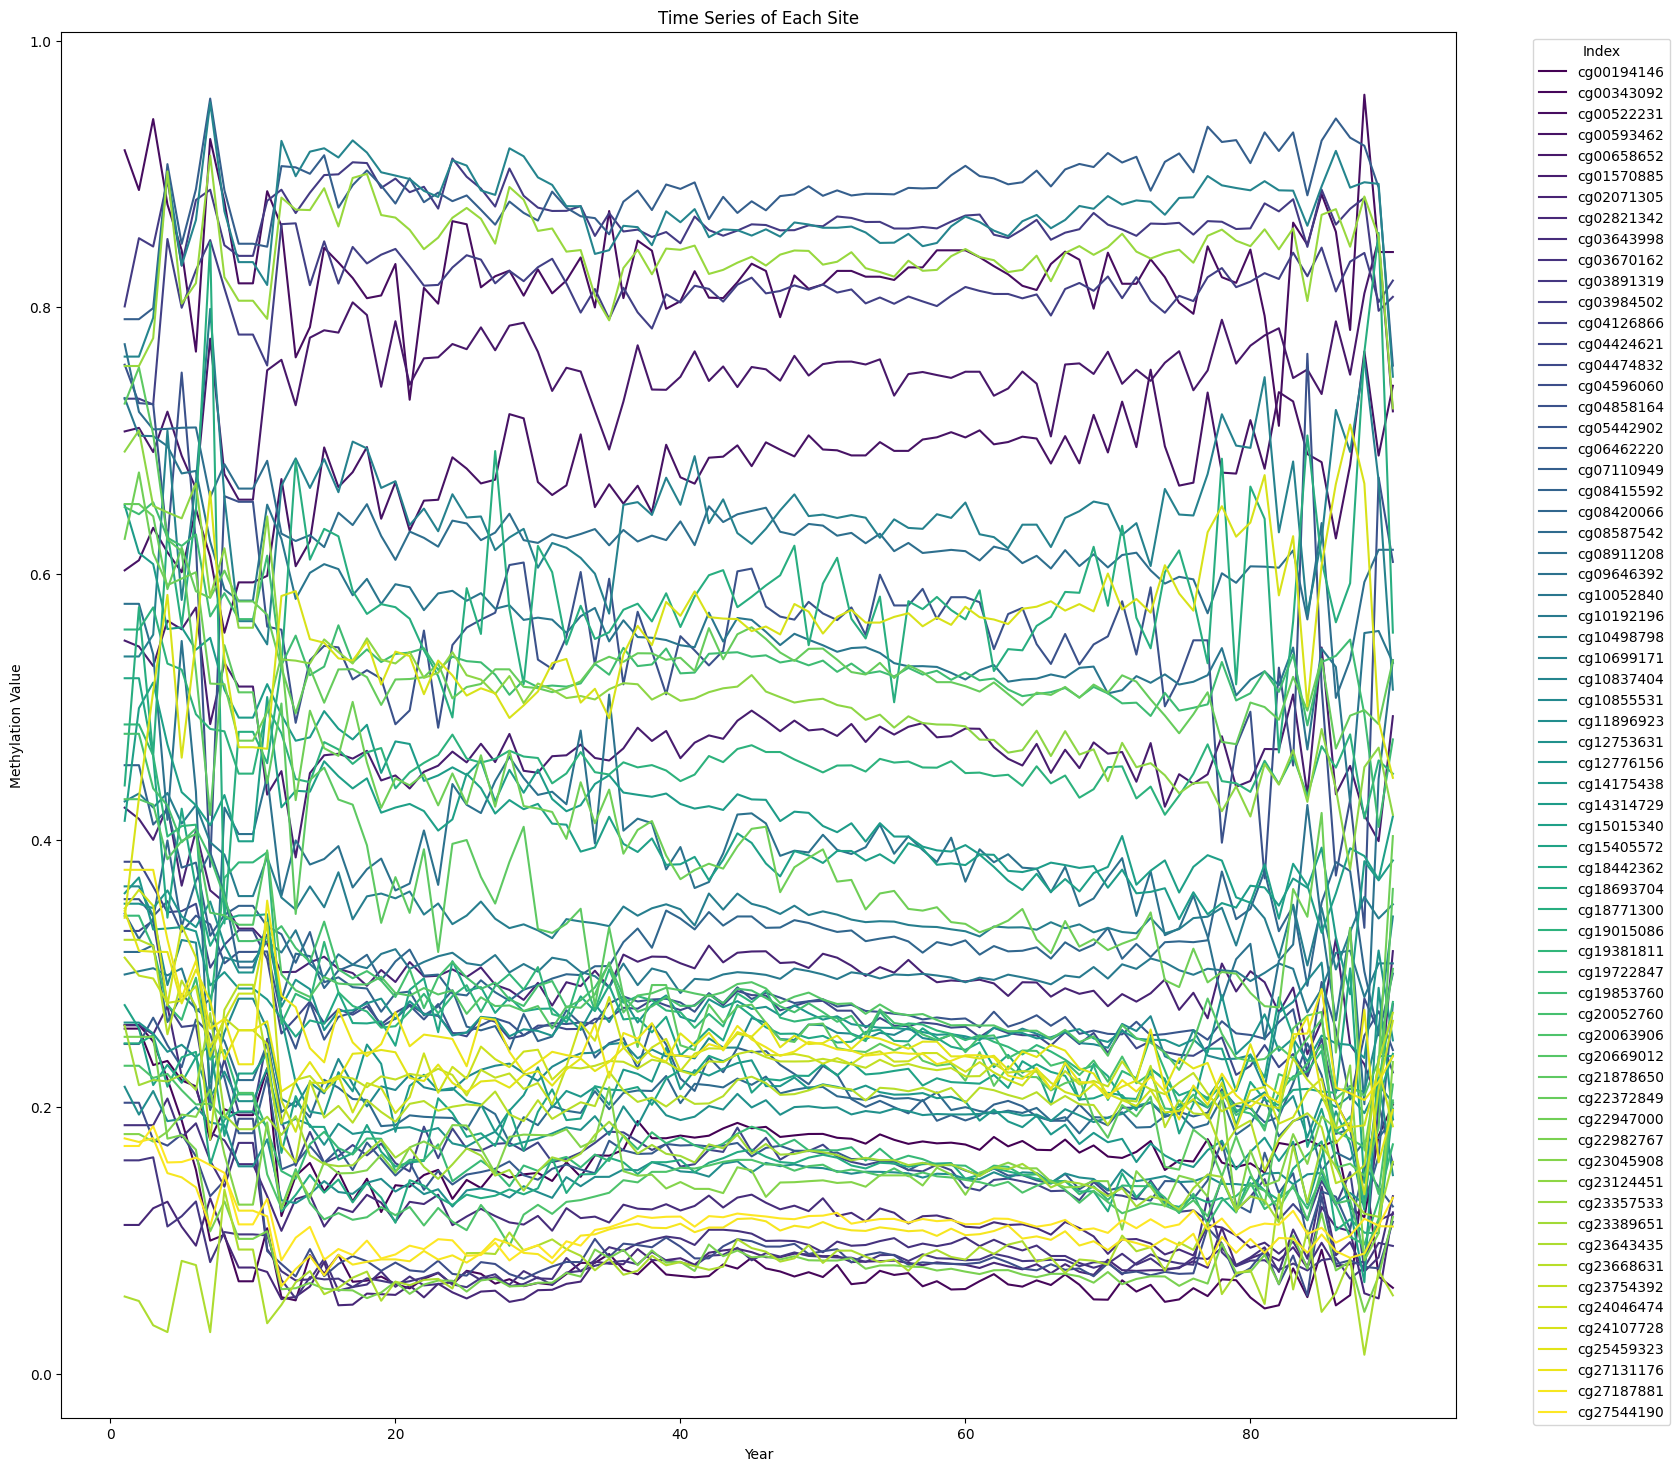 Time Series of Each Site
1.0
0.8
0.6
0.4
0.2
0.0
Methylation Value
0
20
40
60
80
Year
Index
cg00194146
cg00343092
cg00522231
cg00593462
cg00658652
cg01570885
cg02071305
cg02821342
cg03643998
cg03670162
cg03891319
cg03984502
cg04126866
cg04424621
cg04474832
cg04596060
cg04858164
cg05442902
cg06462220
cg07110949
cg08415592
cg08420066
cg08587542
cg08911208
cg09646392
cg10052840
cg10192196
cg10498798
cg10699171
cg10837404
cg10855531
cg11896923
cg12753631
cg12776156
cg14175438
cg14314729
cg15015340
cg15405572
cg18442362
cg18693704
cg18771300
cg19015086
cg19381811
cg19722847
cg19853760
cg20052760
cg20063906
cg20669012
cg21878650
cg22372849
cg22947000
cg22982767
cg23045908
cg23124451
cg23357533
cg23389651
cg23643435
cg23668631
cg23754392
cg24046474
cg24107728
cg25459323
cg27131176
cg27187881
cg27544190